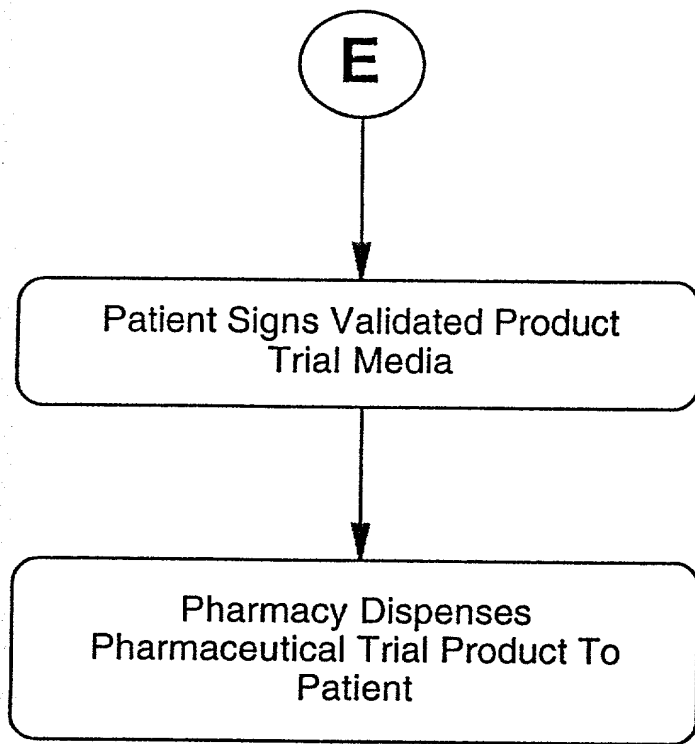 E
Patient Signs Validated Product
Trial Media
Pharmacy Dispenses
Pharmaceutical Trial Product To
Patient